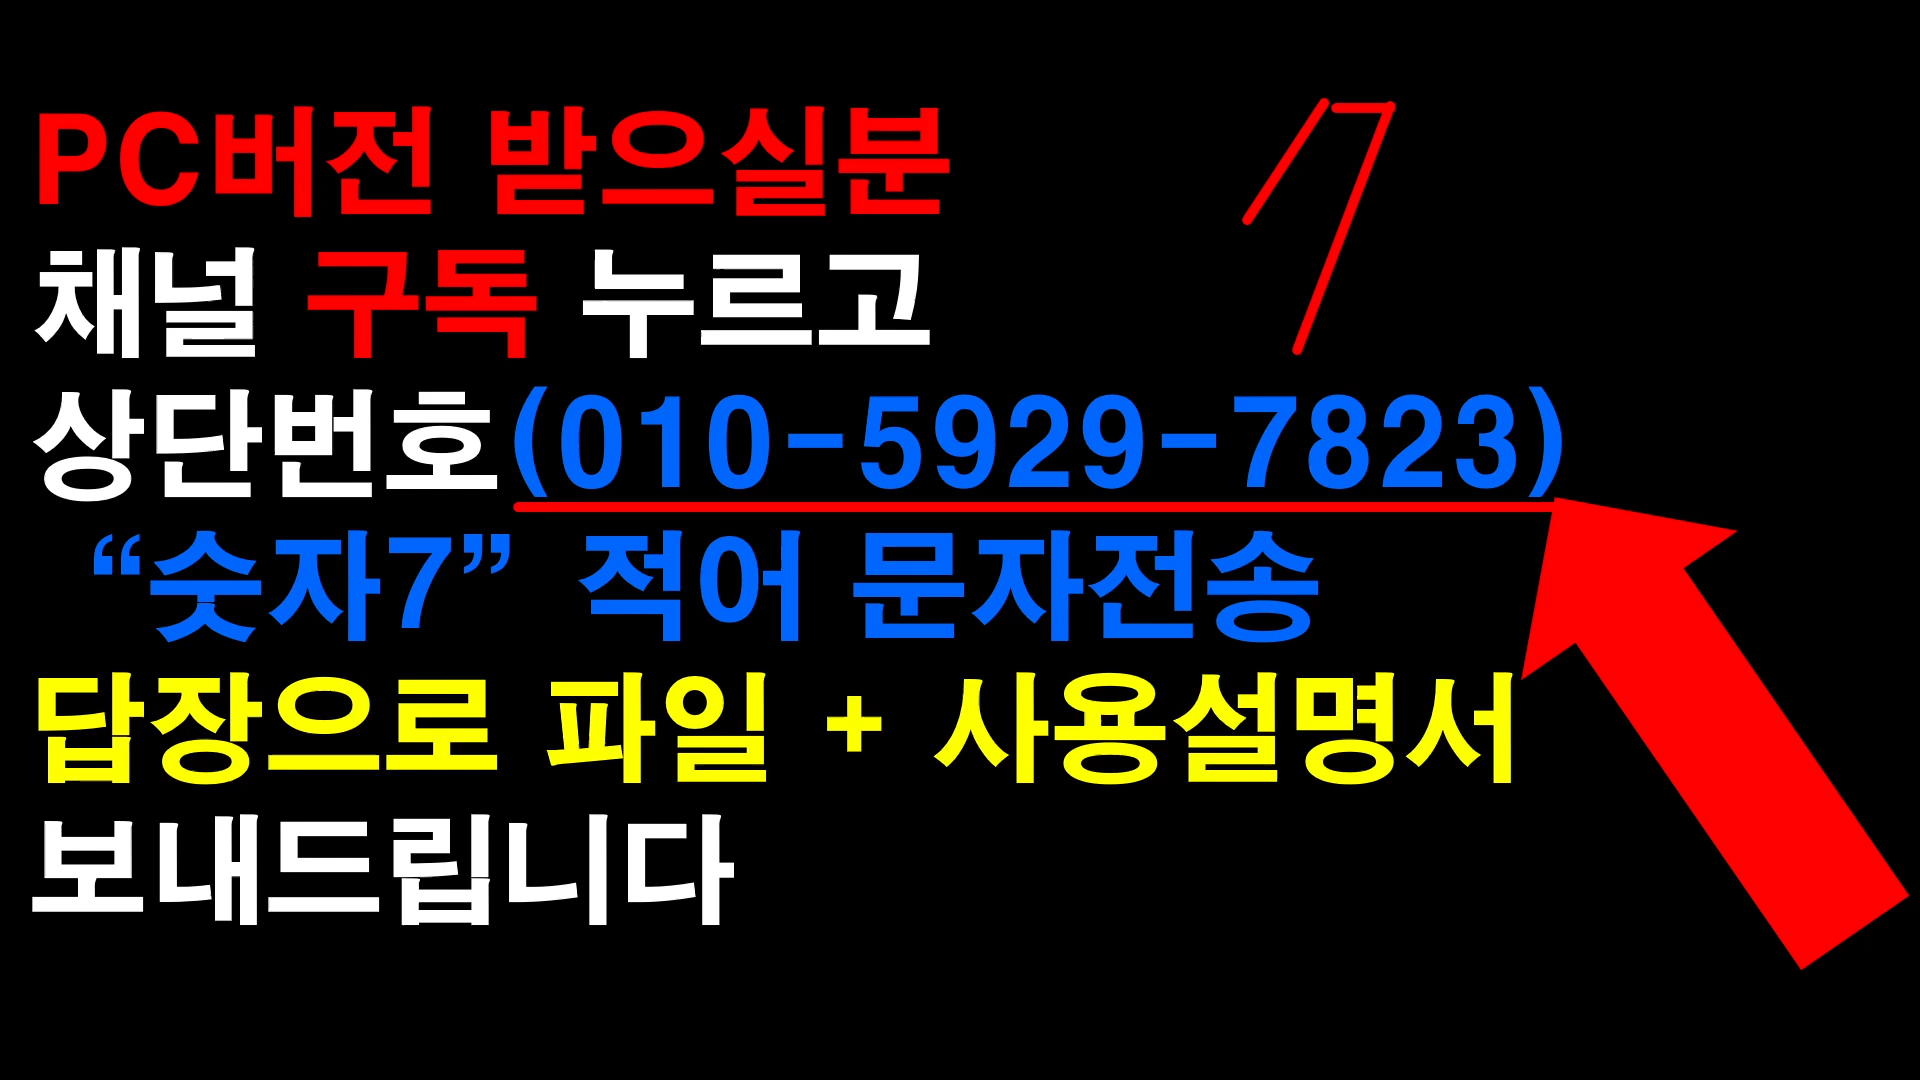 PC버전 받으실분
채널 구독 누르고
상단번호(010-5929-7823)
“숫자7” 적어 문자전송
답장으로 파일 + 사용설명서
보내드립니다
7